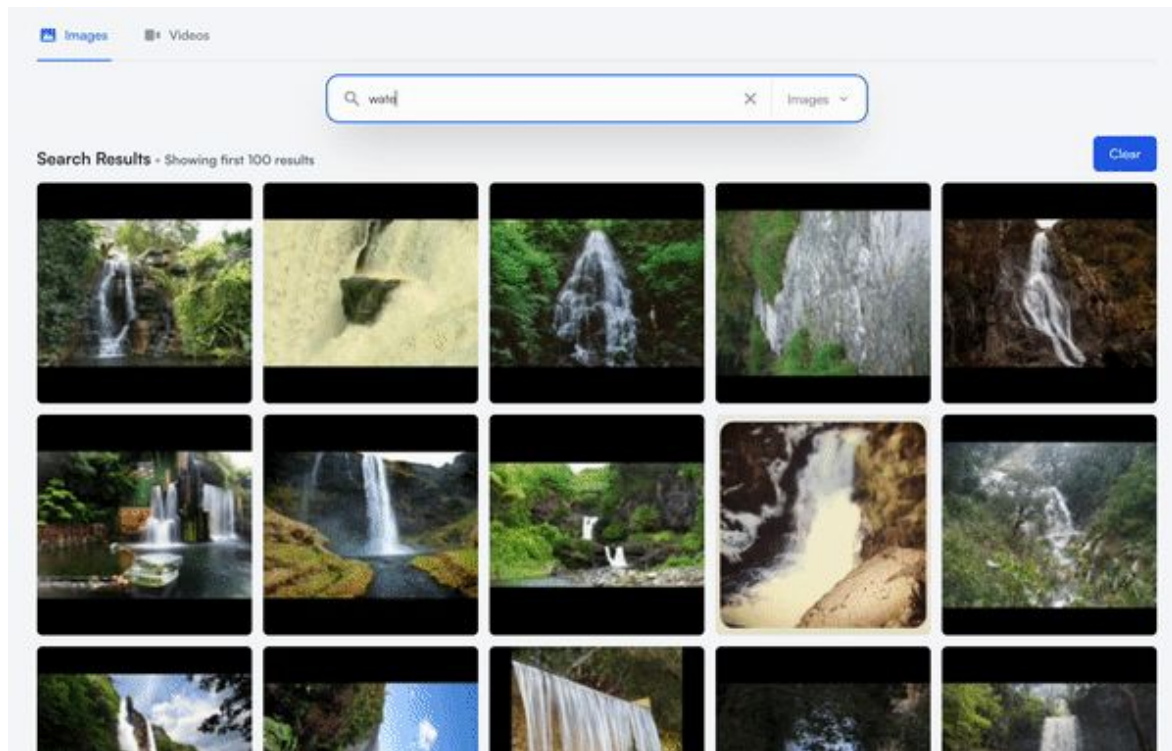 Images Videos
wate Images
Search Results - Showing first 100 results
Clear